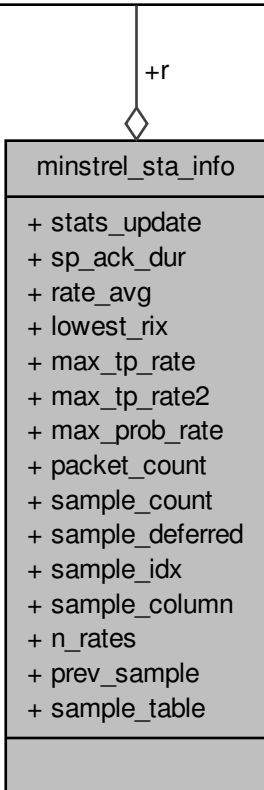 +r
minstrel_sta_info
+ stats_update
+ sp_ack_dur
+ rate_avg
+ lowest_rix
+ max_tp_rate
+ max_tp_rate2
+ max_prob_rate
+ packet_count
+ sample_count
+ sample_deferred
+ sample_idx
+ sample_column
+ n_rates
+ prev_sample
+ sample_table